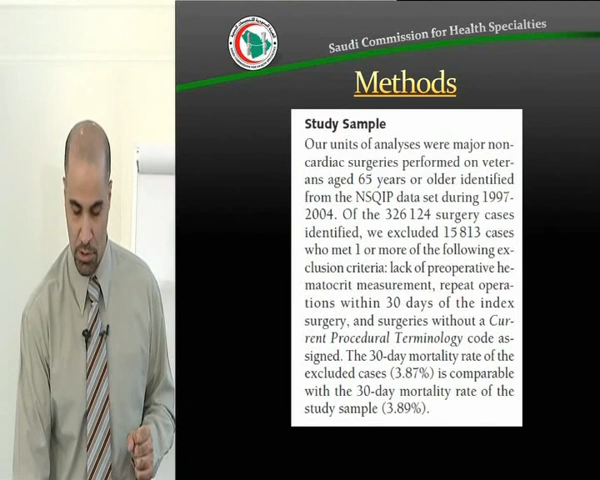 Saudi Commission for Health Specialties
Methods
Study Sample
Our units of analyses were major non-
cardiac surgeries performed on veter-
ans aged 65 years or older identified
from the NSQIP data set during 1997-
2004. Of the 326 124 surgery cases
identified, we excluded 15 813 cases
who met 1 or more of the following ex-
clusion criteria: lack of preoperative he-
matocrit measurement, repeat opera-
tions within 30 days of the index
surgery, and surgeries without a Cur-
rent Procedural Terminology code as-
signed. The 30-day mortality rate of the
excluded cases (3.87%) is comparable
with the 30-day mortality rate of the
study sample (3.89%).